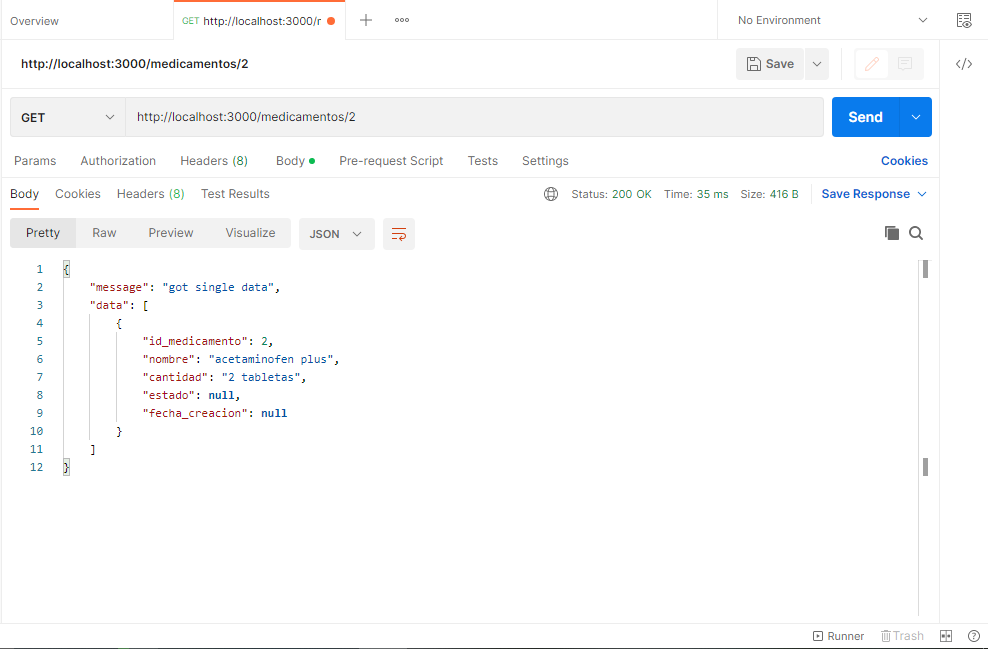 Overview
GET http://localhost:3000/r
No Environment
http://localhost:3000/medicamentos/2
Save
GET
http://localhost:3000/medicamentos/2
Send
Params Authorization Headers (8) Body Pre-request Script Tests Settings Cookies
Body Cookies Headers (8) Test Results Status: 200 OK Time: 35 ms Size: 416 B Save Response
Pretty Raw Preview Visualize JSON
1 {
2 "message": "got single data",
3 "data": [
4 {
5 "id_medicamento": 2,
6 "nombre": "acetaminofen plus",
7 "cantidad": "2 tabletas",
8 "estado": null,
9 "fecha_creacion": null
10 }
11 ]
12 }
Runner Trash